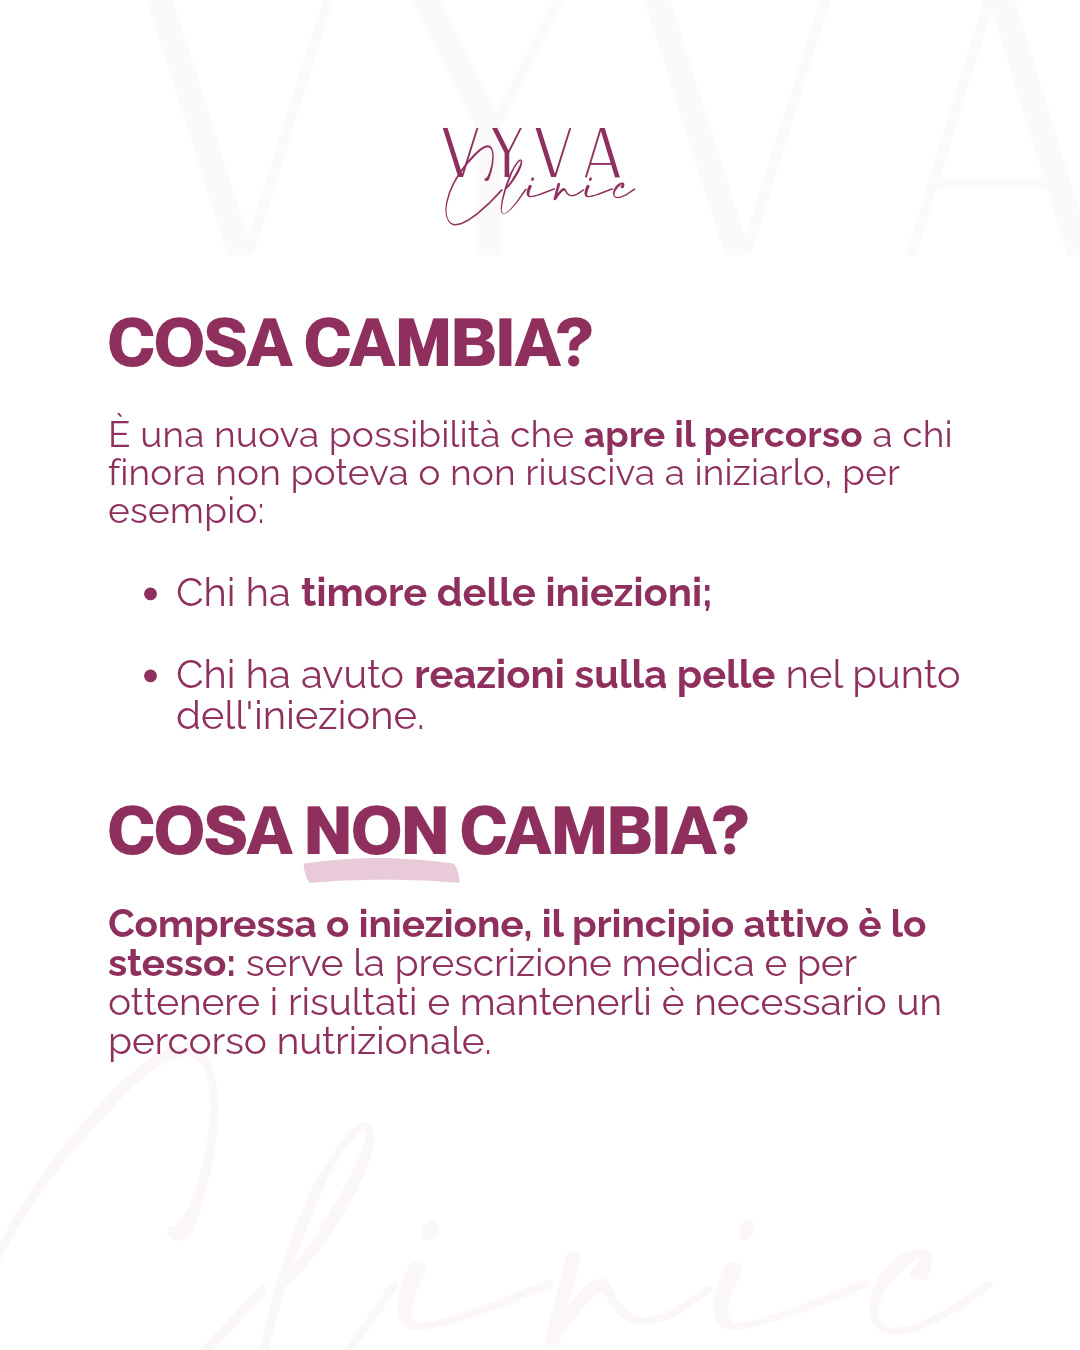 VYVA
VYVA
Clinic
COSA CAMBIA?
È una nuova possibilità che apre il percorso a chi
finora non poteva o non riusciva a iniziarlo, per
esempio:
• Chi ha timore delle iniezioni;
• Chi ha avuto reazioni sulla pelle nel punto
dell'iniezione.
COSA NON CAMBIA?
Compressa o iniezione, il principio attivo è lo
stesso: serve la prescrizione medica e per
ottenere i risultati e mantenerli è necessario un
percorso nutrizionale.
Clinic